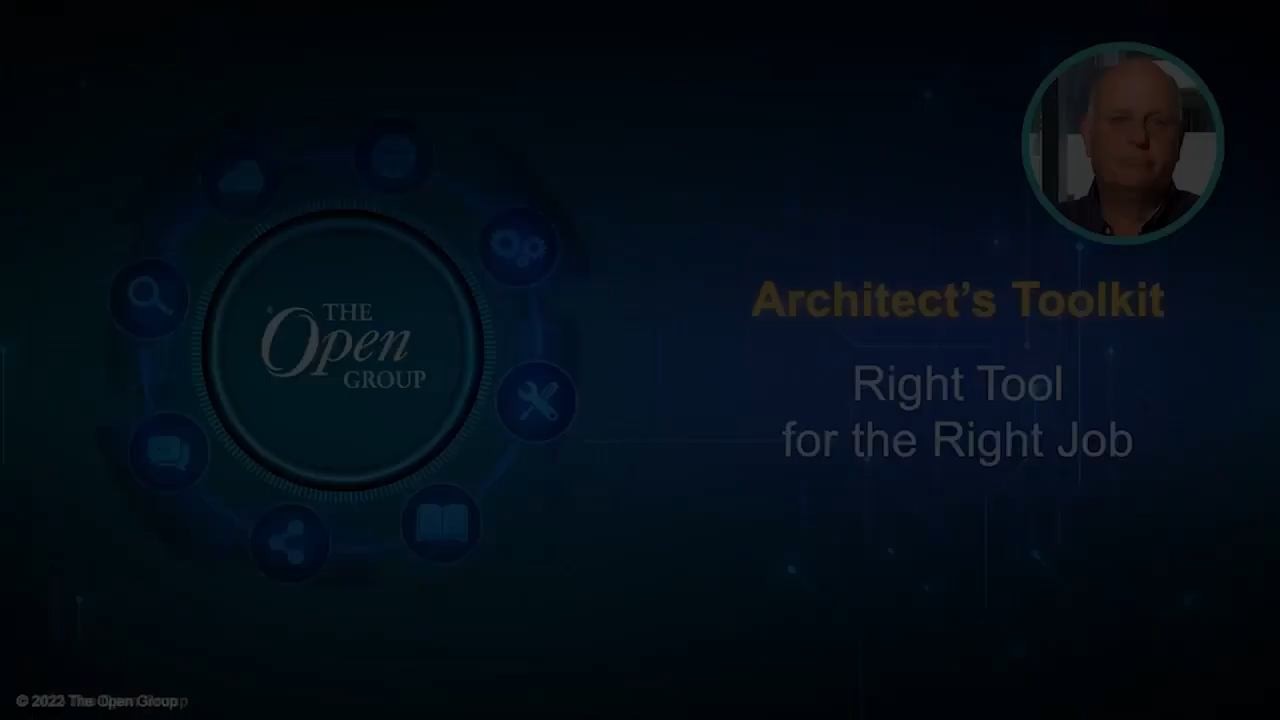 THE
Open
GROUP
Architect's Toolkit
Right Tool
for the Right Job
© 2022 The Open Group